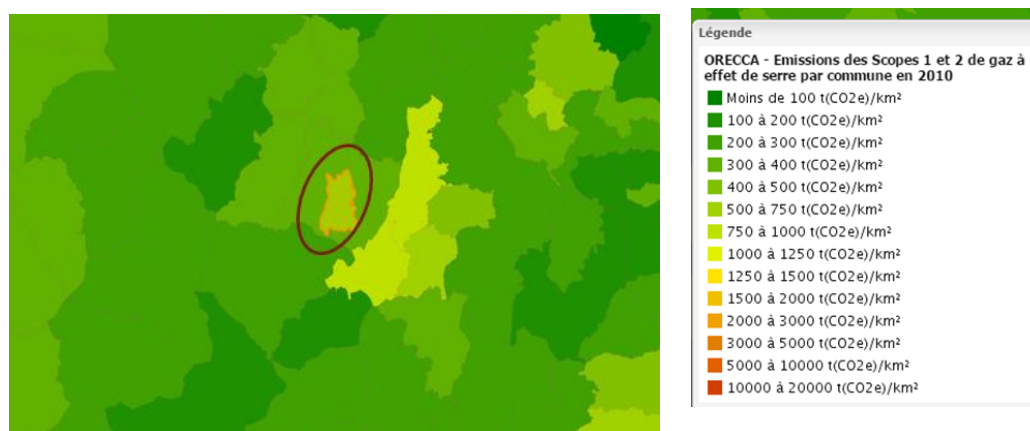 Légende
ORECCA - Emissions des Scopes 1 et 2 de gaz à
effet de serre par commune en 2010
Moins de 100 t(CO2e)/km²
100 à 200 t(CO2e)/km²
200 à 300 t(CO2e)/km²
300 à 400 t(CO2e)/km²
400 à 500 t(CO2e)/km²
500 à 750 t(CO2e)/km²
750 à 1000 t(CO2e)/km²
1000 à 1250 t(CO2e)/km²
1250 à 1500 t(CO2e)/km²
1500 à 2000 t(CO2e)/km²
2000 à 3000 t(CO2e)/km²
3000 à 5000 t(CO2e)/km²
5000 à 10000 t(CO2e)/km²
10000 à 20000 t(CO2e)/km²